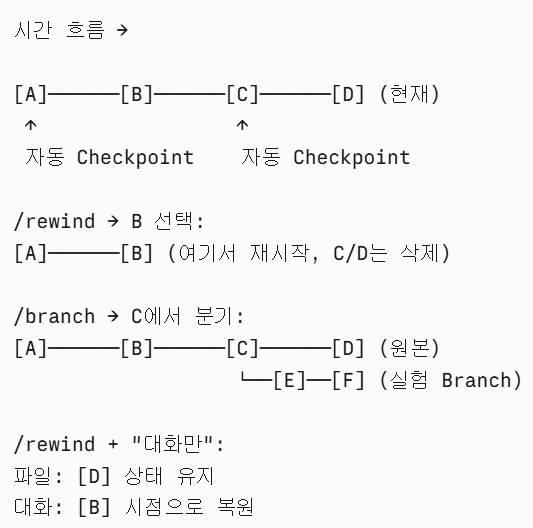 시간 흐름 →
[A]──────[B]──────[C]──────[D] (현재)
↑ ↑
자동 Checkpoint 자동 Checkpoint
/rewind → B 선택:
[A]──────[B] (여기서 재시작, C/D는 삭제)
/branch → C에서 분기:
[A]──────[B]──────[C]──────[D] (원본)
└──[E]──[F] (실험 Branch)
/rewind + "대화만":
파일: [D] 상태 유지
대화: [B] 시점으로 복원